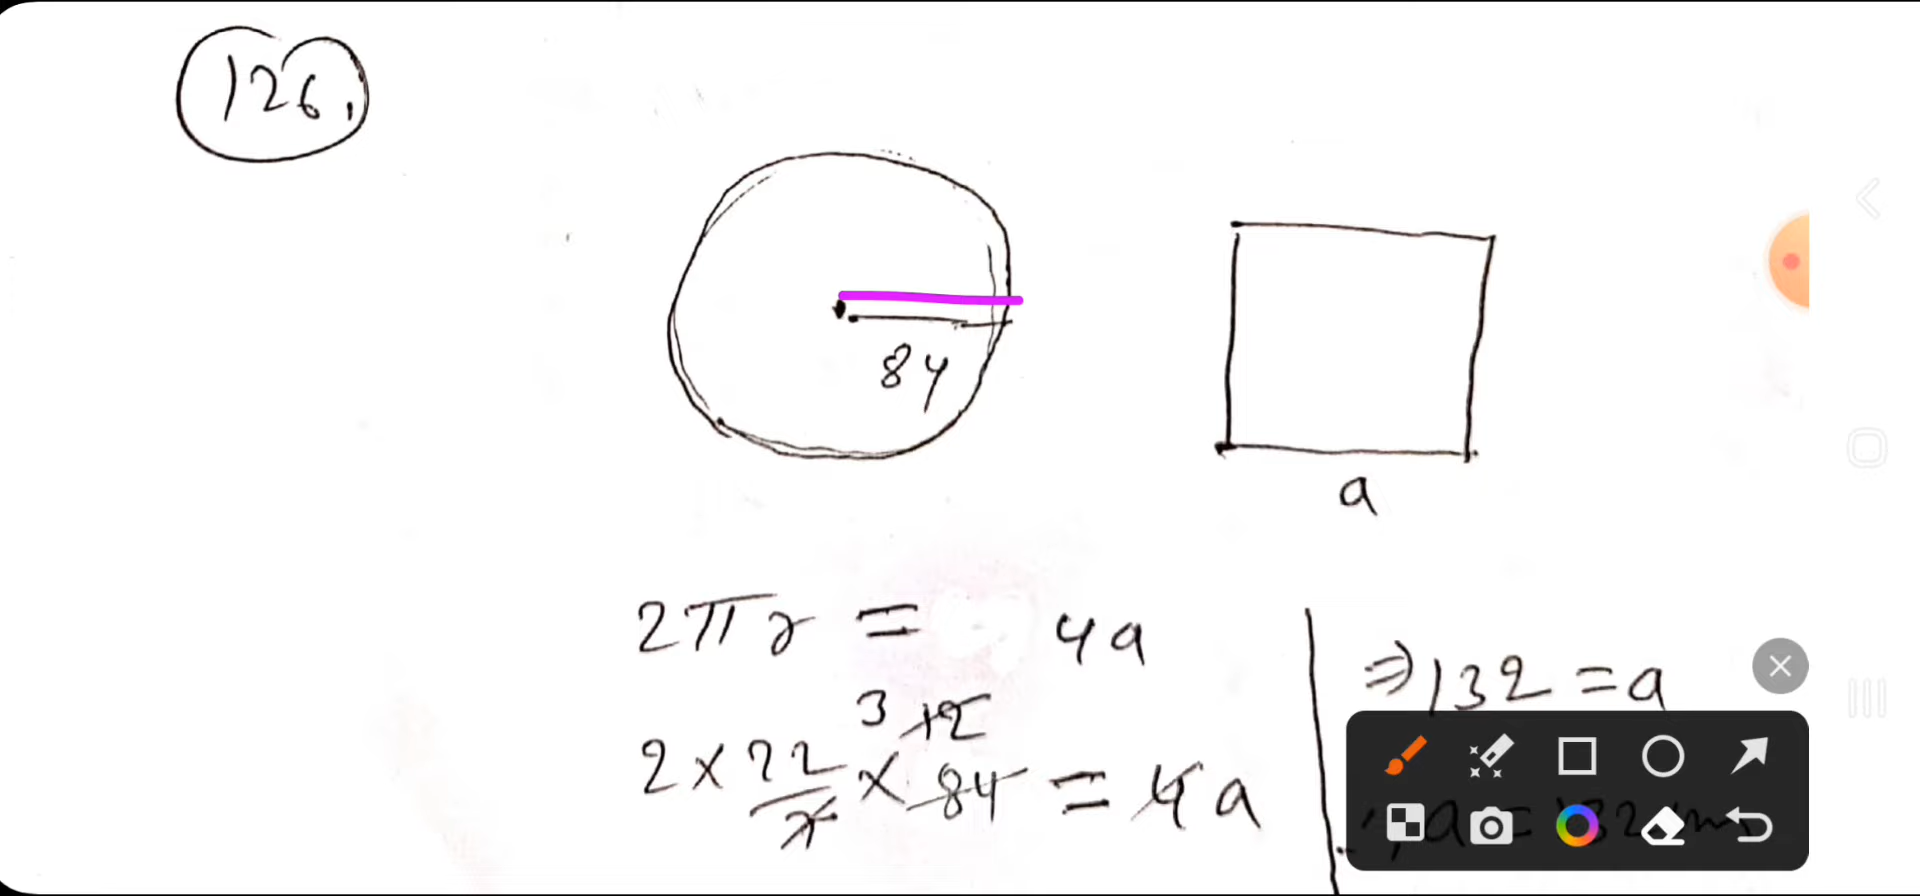 126.
84
a
2πr = 4a
3 12
2 × 22/7 × 84 = 4a
⇒ 132 = a